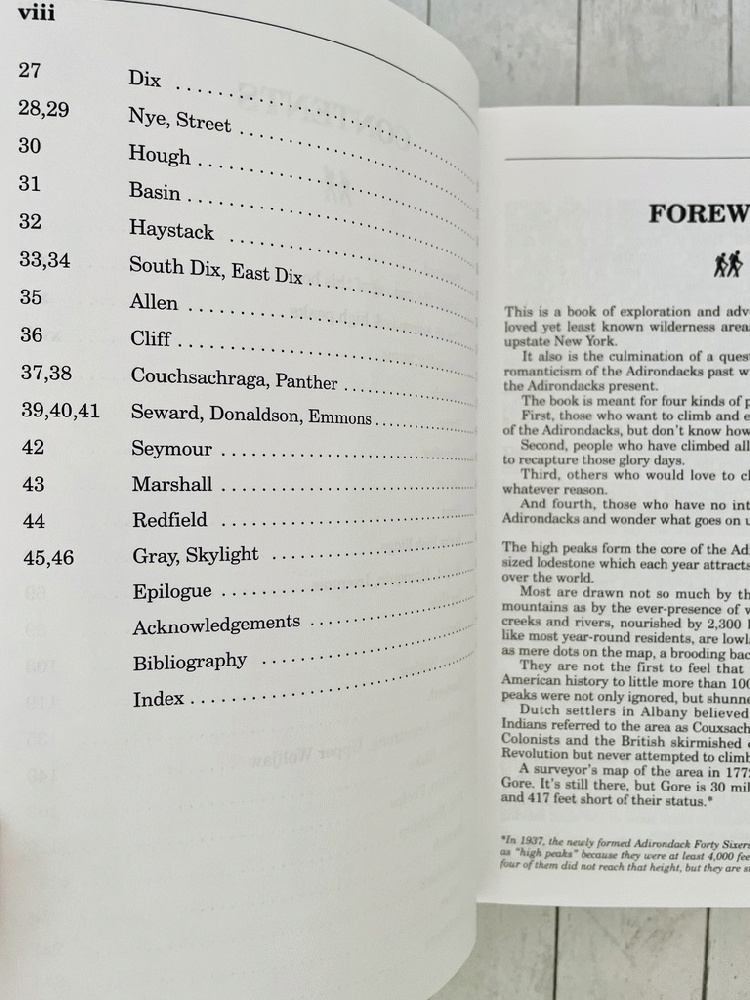 viii
27 Dix
28,29 Nye, Street
30 Hough
31 Basin
32 Haystack
33,34 South Dix, East Dix
35 Allen
36 Cliff
37,38 Couchsachraga, Panther
39,40,41 Seward, Donaldson, Emmons
42 Seymour
43 Marshall
44 Redfield
45,46 Gray, Skylight
Epilogue
Acknowledgements
Bibliography
Index
FOREW
This is a book of exploration and adv
loved yet least known wilderness area
upstate New York.
It also is the culmination of a ques
romanticism of the Adirondacks past w
the Adirondacks present.
The book is meant for four kinds of p
First, those who want to climb and e
of the Adirondacks, but don't know how
Second, people who have climbed all
to recapture those glory days.
Third, others who would love to cl
whatever reason.
And fourth, those who have no int
Adirondacks and wonder what goes on u
The high peaks form the core of the Ad
sized lodestone which each year attracts
over the world.
Most are drawn not so much by th
mountains as by the ever-presence of w
creeks and rivers, nourished by 2,300
like most year-round residents, are lowl
as mere dots on the map, a brooding bac
They are not the first to feel that
American history to little more than 100
peaks were not only ignored, but shunne
Dutch settlers in Albany believed
Indians referred to the area as Couxsach
Colonists and the British skirmished
Revolution but never attempted to climb
A surveyor's map of the area in 177
Gore. It's still there, but Gore is 30 mil
and 417 feet short of their status.*
*In 1937, the newly formed Adirondack Forty Sixers
as "high peaks" because they were at least 4,000 fee
four of them did not reach that height, but they are s